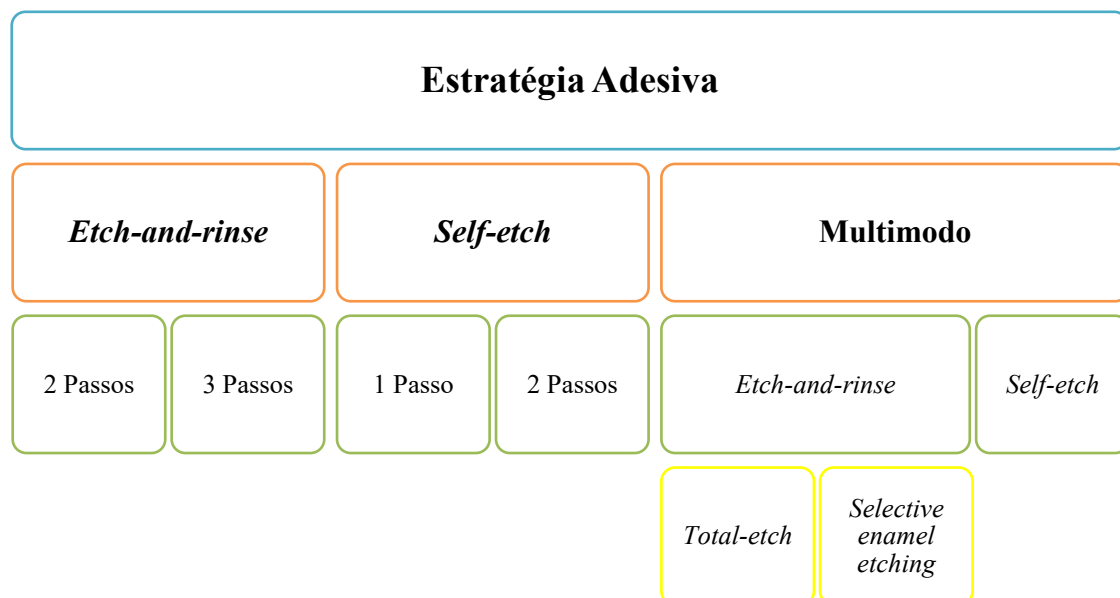 Estratégia Adesiva
Etch-and-rinse
Self-etch
Multimodo
2 Passos
3 Passos
1 Passo
2 Passos
Etch-and-rinse
Self-etch
Total-etch
Selective
enamel
etching